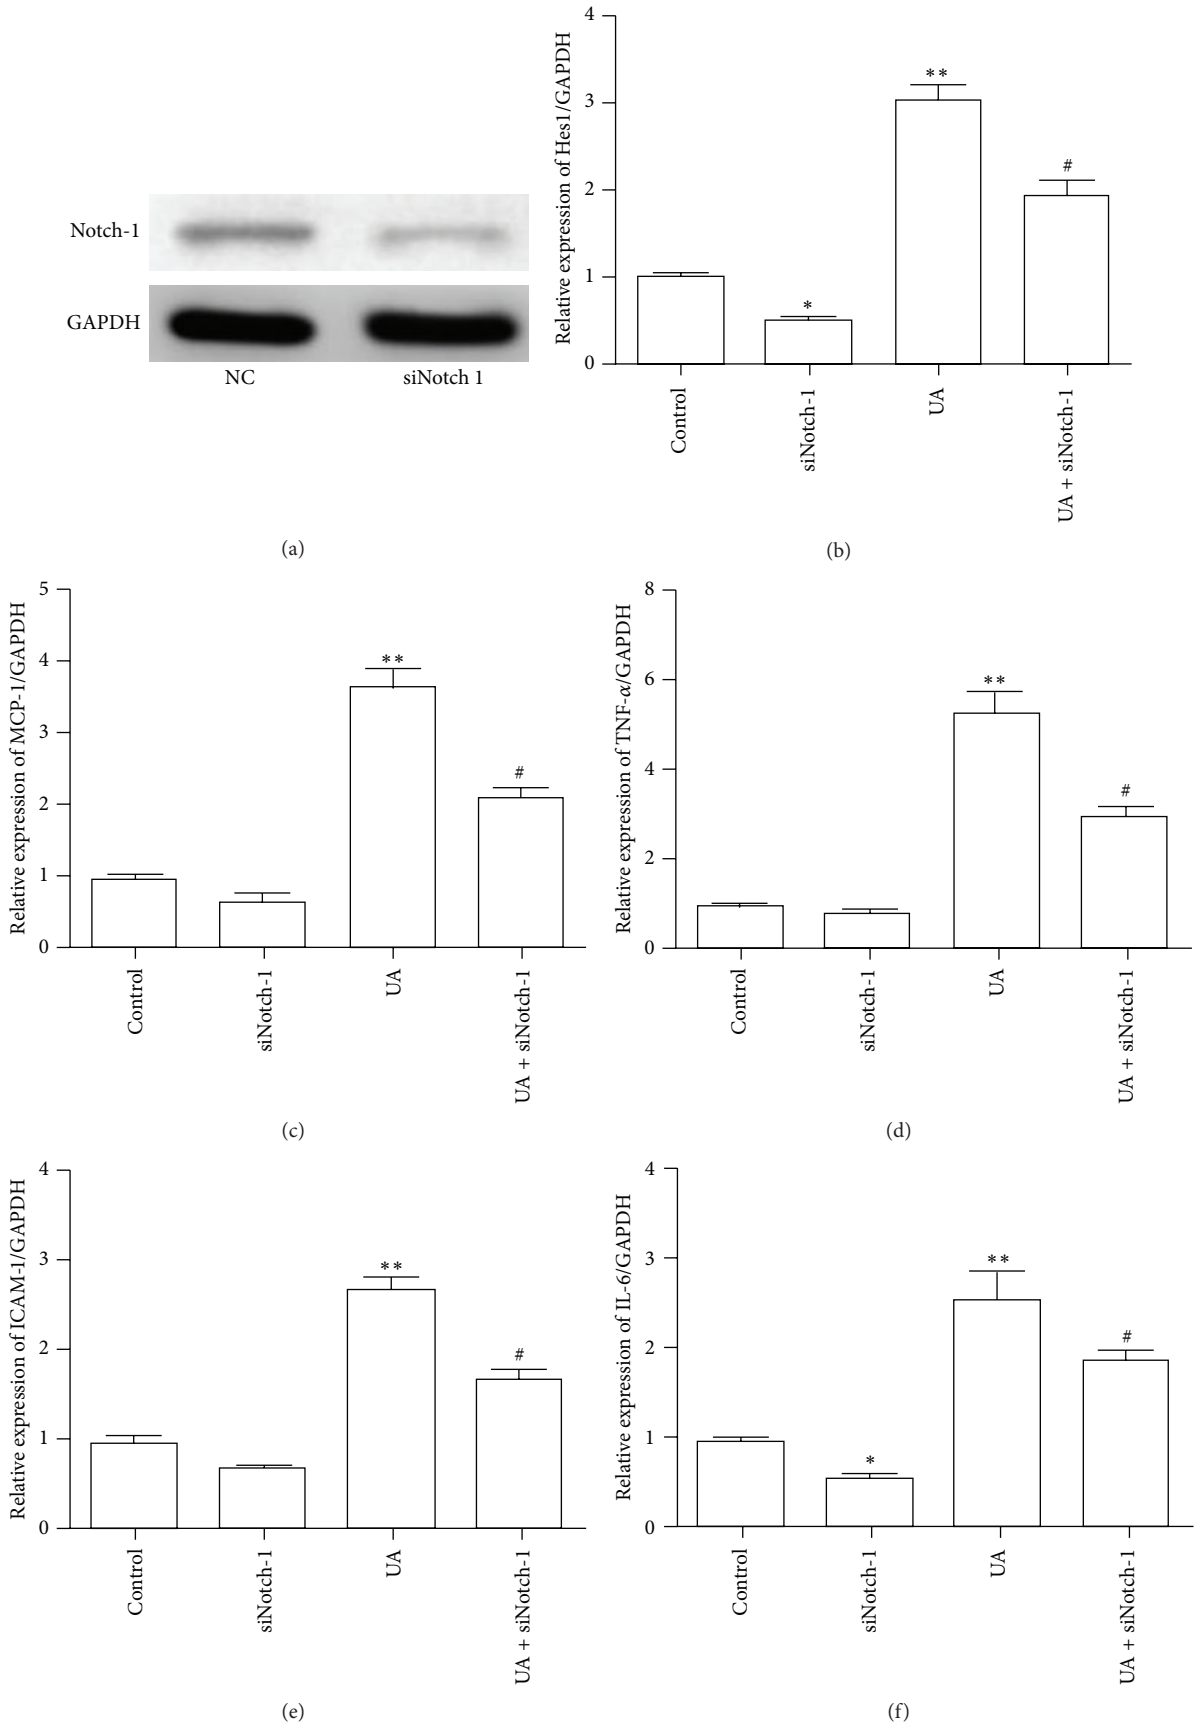 Notch-1
GAPDH
NC siNotch 1
(a)
Relative expression of Hes1/GAPDH
4
3
2
1
0
**
#
*
Control
siNotch-1
UA
UA + siNotch-1
(b)
Relative expression of MCP-1/GAPDH
5
4
3
2
1
0
**
#
Control
siNotch-1
UA
UA + siNotch-1
(c)
Relative expression of TNF-α/GAPDH
8
6
4
2
0
**
#
Control
siNotch-1
UA
UA + siNotch-1
(d)
Relative expression of ICAM-1/GAPDH
4
3
2
1
0
**
#
Control
siNotch-1
UA
UA + siNotch-1
(e)
Relative expression of IL-6/GAPDH
4
3
2
1
0
**
#
*
Control
siNotch-1
UA
UA + siNotch-1
(f)